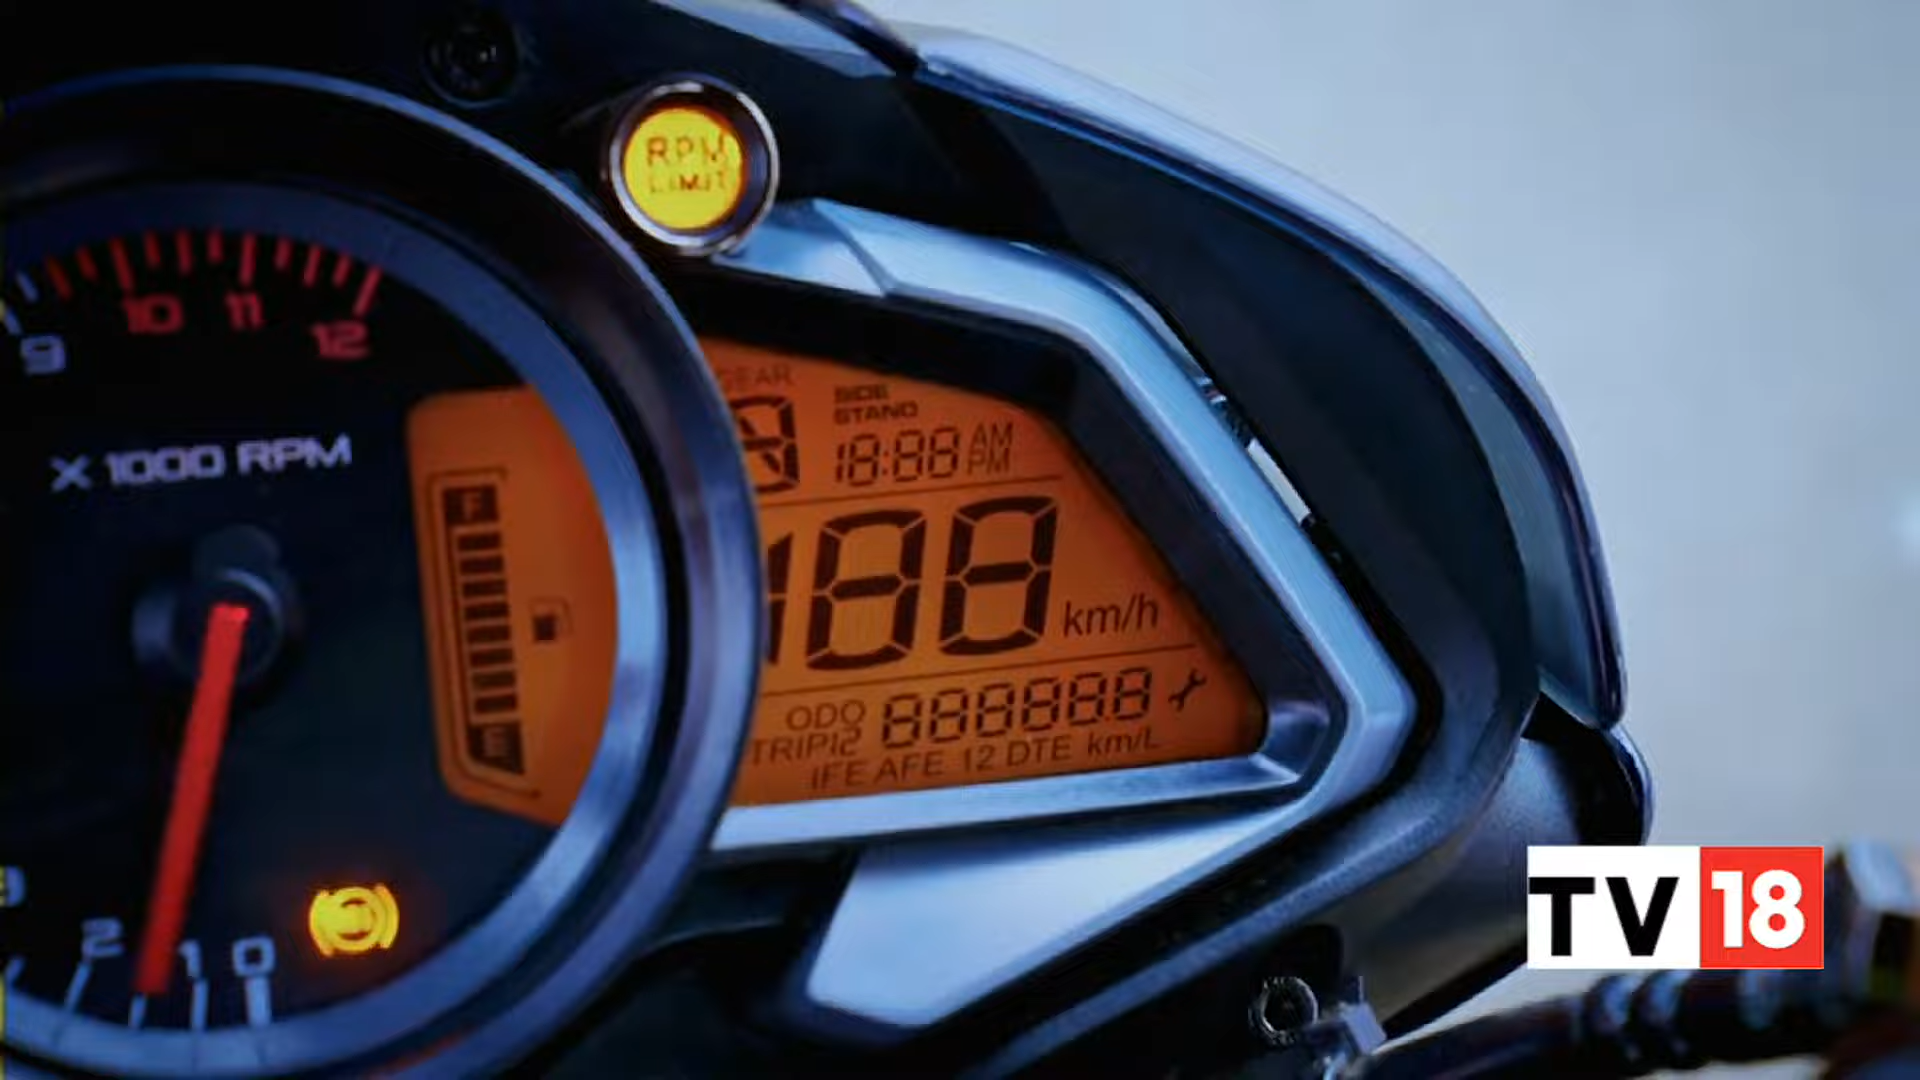 RPM
LIMIT
9
10
11
12
X 1000 RPM
GEAR
SIDE
STAND
18:88
AM
PM
F
188
km/h
E
ODO
888888.8
TRIP12
IFE AFE 12 DTE km/L
2
1
0
TV18